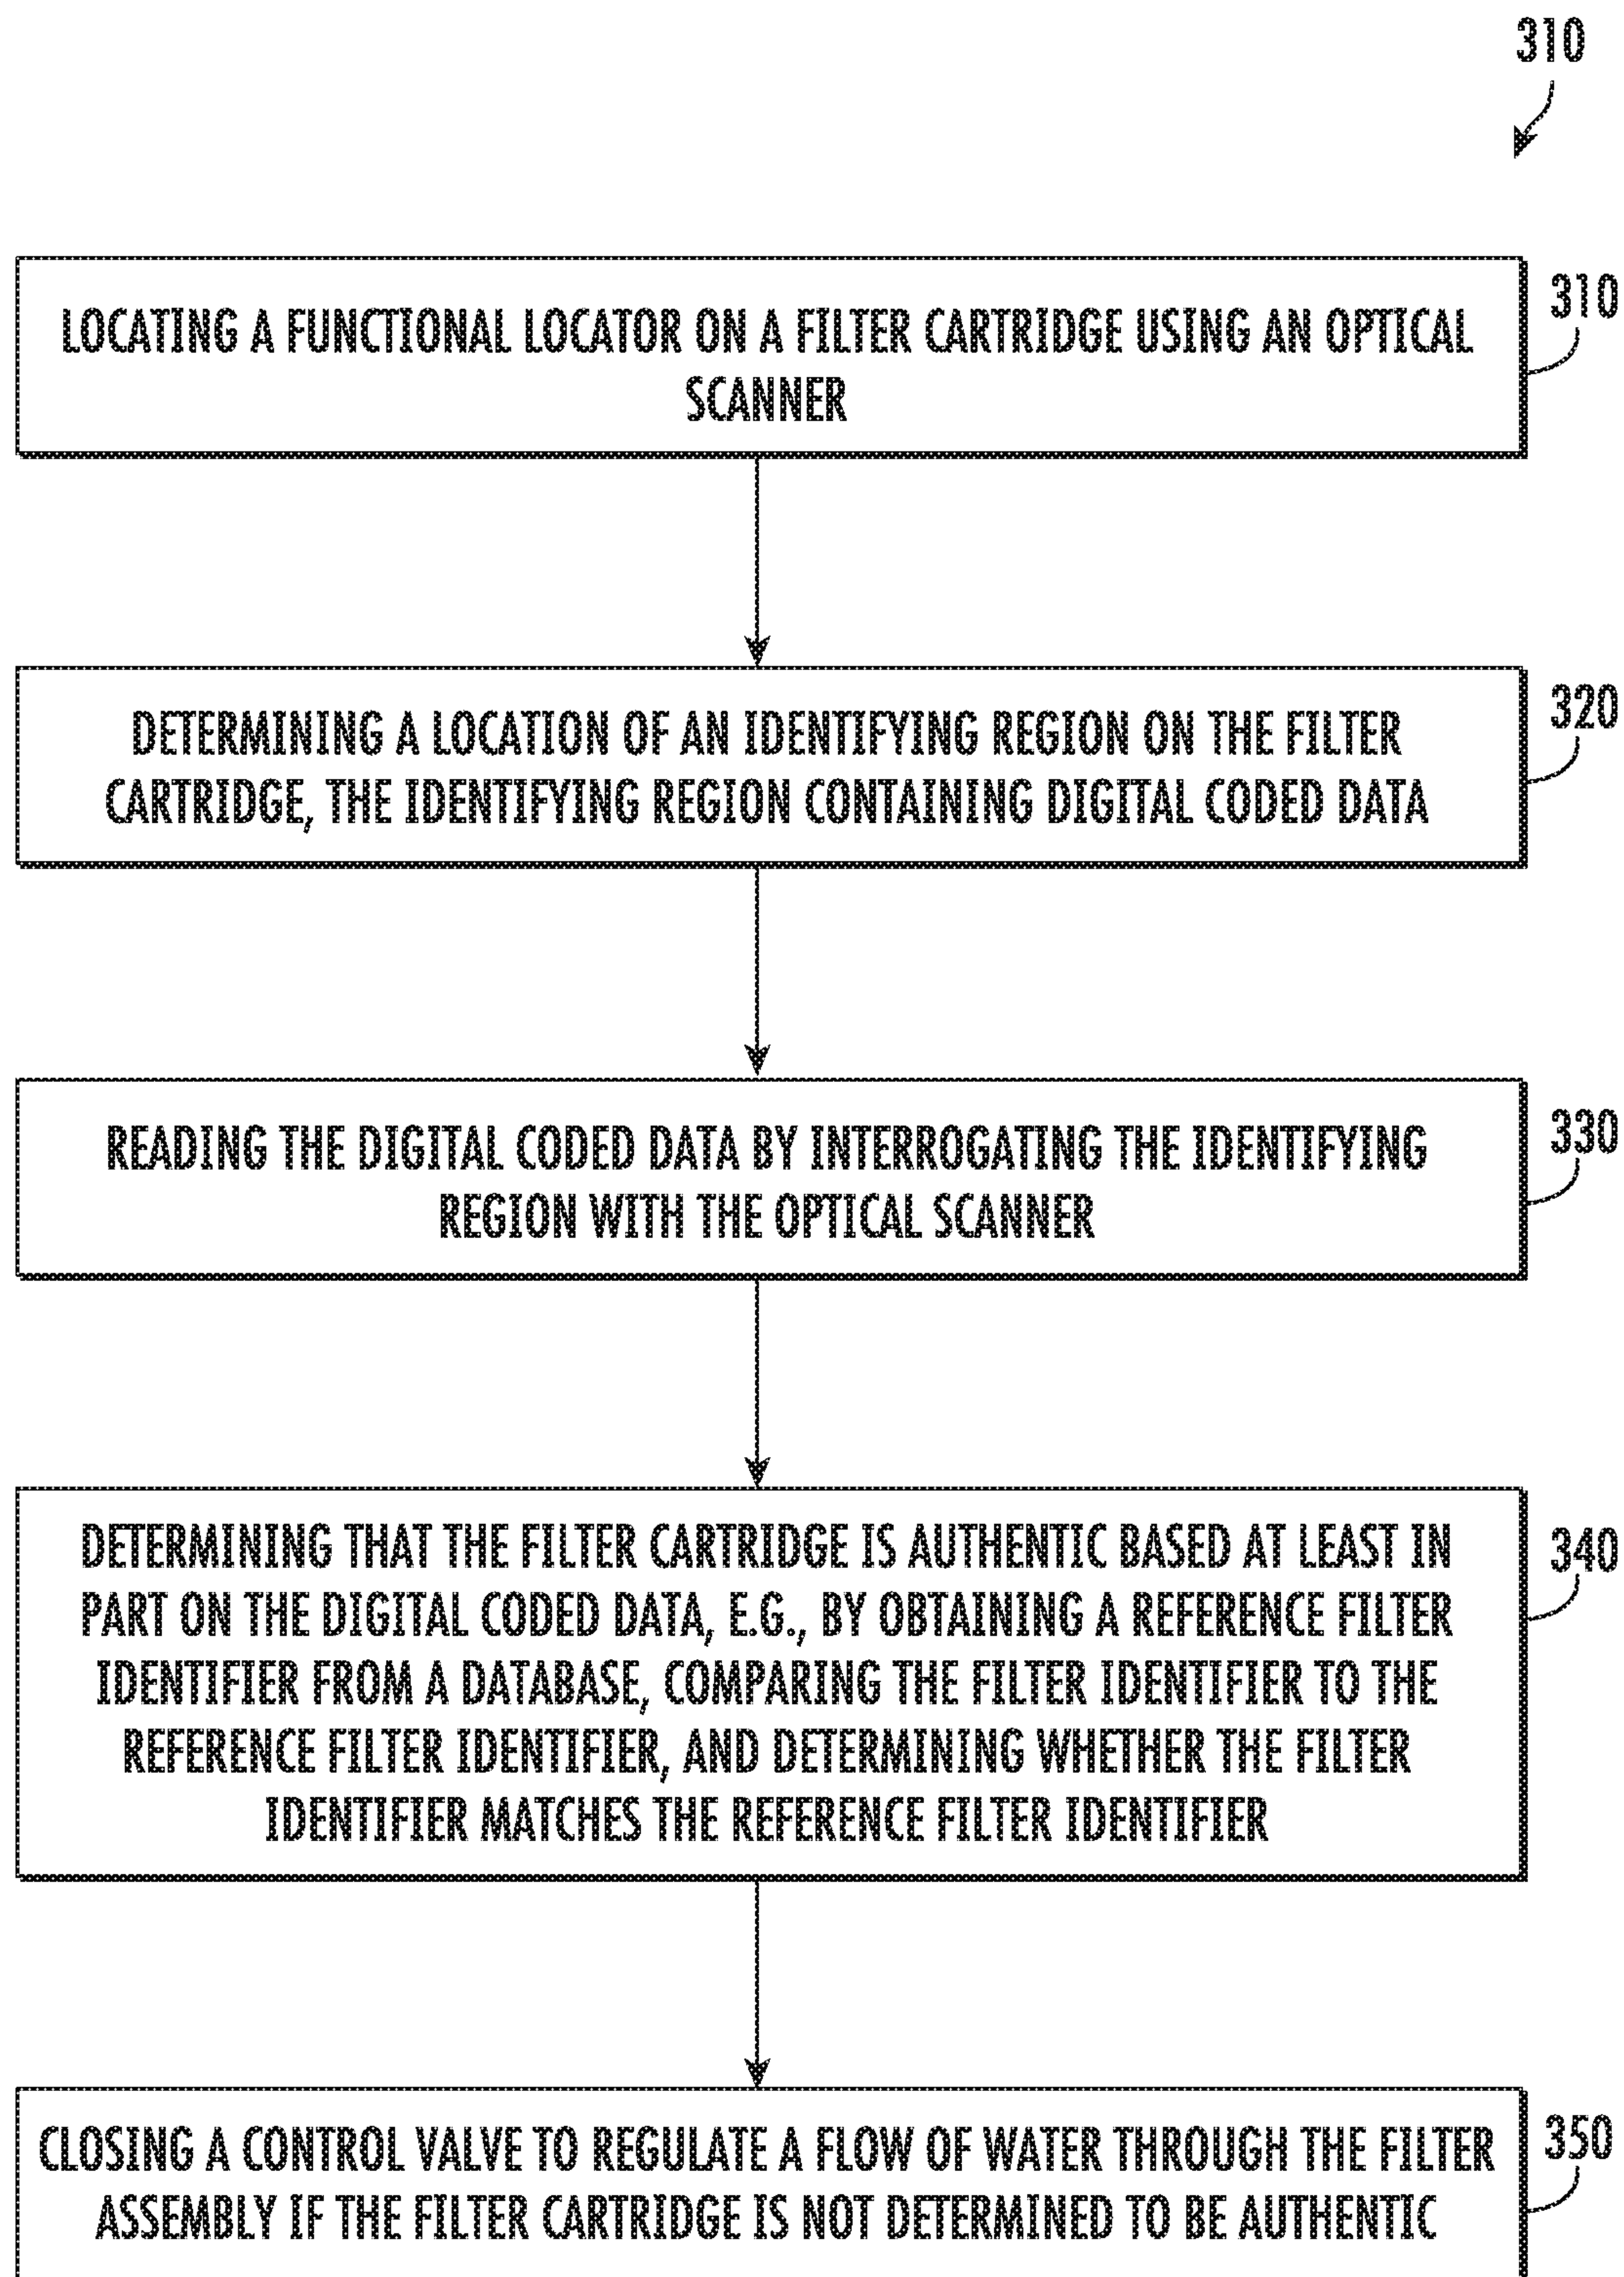 310
LOCATING A FUNCTIONAL LOCATOR ON A FILTER CARTRIDGE USING AN OPTICAL
SCANNER
310
DETERMINING A LOCATION OF AN IDENTIFYING REGION ON THE FILTER
CARTRIDGE, THE IDENTIFYING REGION CONTAINING DIGITAL CODED DATA
320
READING THE DIGITAL CODED DATA BY INTERROGATING THE IDENTIFYING
REGION WITH THE OPTICAL SCANNER
330
DETERMINING THAT THE FILTER CARTRIDGE IS AUTHENTIC BASED AT LEAST IN
PART ON THE DIGITAL CODED DATA, E.G., BY OBTAINING A REFERENCE FILTER
IDENTIFIER FROM A DATABASE, COMPARING THE FILTER IDENTIFIER TO THE
REFERENCE FILTER IDENTIFIER, AND DETERMINING WHETHER THE FILTER
IDENTIFIER MATCHES THE REFERENCE FILTER IDENTIFIER
340
CLOSING A CONTROL VALVE TO REGULATE A FLOW OF WATER THROUGH THE FILTER
ASSEMBLY IF THE FILTER CARTRIDGE IS NOT DETERMINED TO BE AUTHENTIC
350